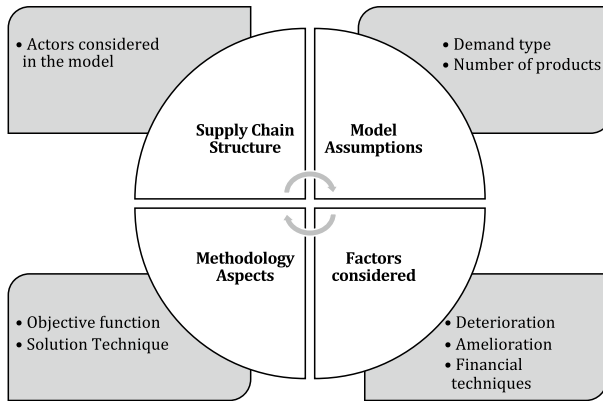 • Actors considered
in the model
• Demand type
• Number of products
Supply Chain
Structure
Model
Assumptions
Methodology
Aspects
Factors
considered
• Objective function
• Solution Technique
• Deterioration
• Amelioration
• Financial
techniques